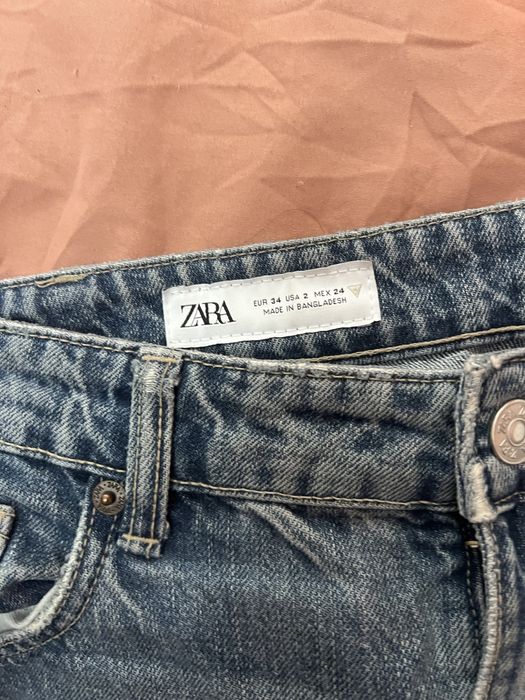 ZARA
EUR 34 USA 2 MEX 24
MADE IN BANGLADESH